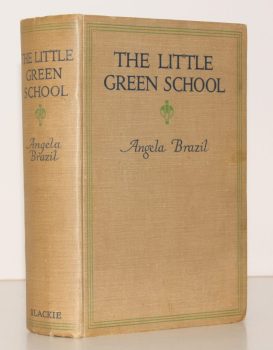 THE LITTLE
GREEN
SCHOOL
Angela
Brazil
BLACKIE
THE LITTLE
GREEN SCHOOL
Angela Brazil